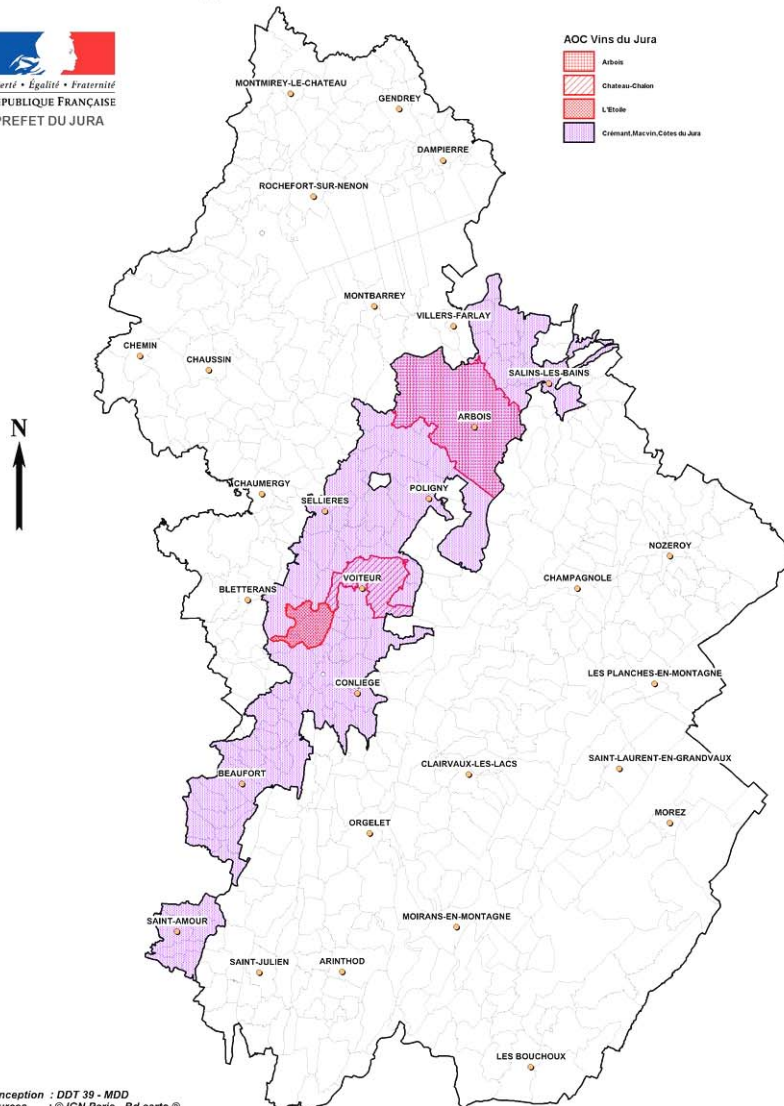 Liberté • Égalité • Fraternité
RÉPUBLIQUE FRANÇAISE
PREFET DU JURA
AOC Vins du Jura
Arbois
Chateau-Chalon
L'Etoile
Crémant,Macvin,Côtes du Jura
MONTMIREY-LE-CHATEAU
GENDREY
DAMPIERRE
ROCHEFORT-SUR-NENON
MONTBARREY
VILLERS-FARLAY
CHEMIN
CHAUSSIN
SALINS-LES-BAINS
ARBOIS
N
CHAUMERGY
SELLIERES
POLIGNY
NOZEROY
VOITEUR
CHAMPAGNOLE
BLETTERANS
LES PLANCHES-EN-MONTAGNE
CONLIEGE
CLAIRVAUX-LES-LACS
SAINT-LAURENT-EN-GRANDVAUX
BEAUFORT
MOREZ
ORGELET
SAINT-AMOUR
MOIRANS-EN-MONTAGNE
SAINT-JULIEN
ARINTHOD
LES BOUCHOUX
nception : DDT 39 - MDD